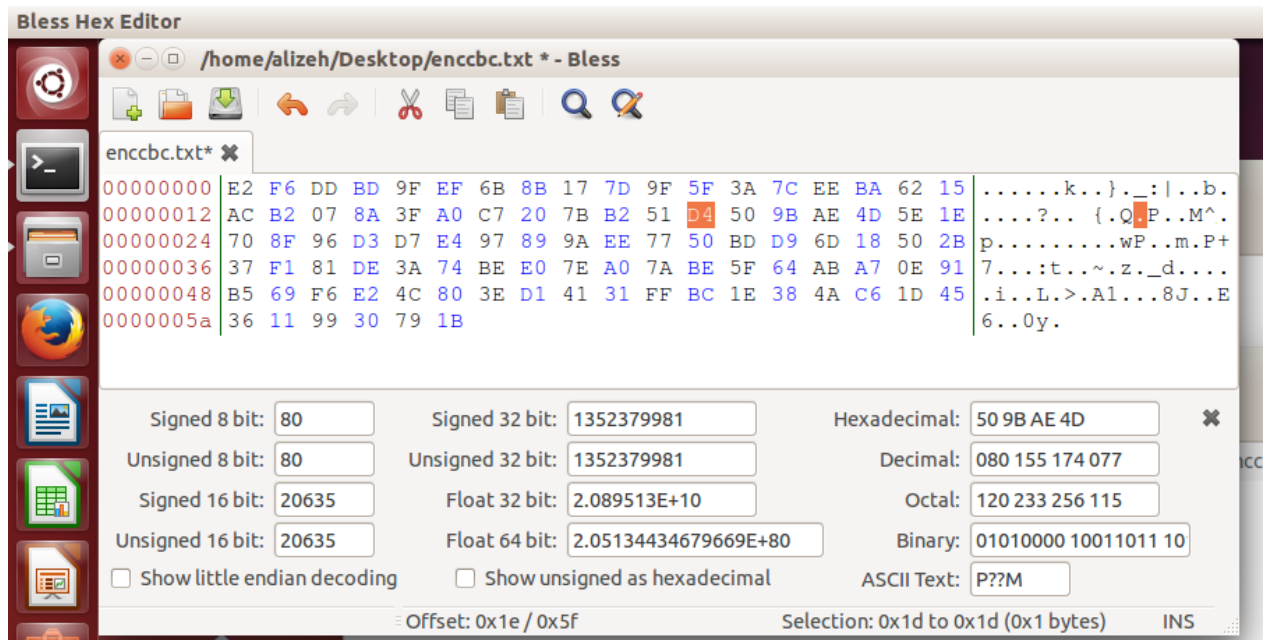 Bless Hex Editor
/home/alizeh/Desktop/enccbc.txt * - Bless
enccbc.txt*
00000000 E2 F6 DD BD 9F EF 6B 8B 17 7D 9F 5F 3A 7C EE BA 62 15 ......k..}._:|..b.
00000012 AC B2 07 8A 3F A0 C7 20 7B B2 51 D4 50 9B AE 4D 5E 1E ....?.. {.Q.P..M^.
00000024 70 8F 96 D3 D7 E4 97 89 9A EE 77 50 BD D9 6D 18 50 2B p.........wP..m.P+
00000036 37 F1 81 DE 3A 74 BE E0 7E A0 7A BE 5F 64 AB A7 0E 91 7...:t..~.z._d....
00000048 B5 69 F6 E2 4C 80 3E D1 41 31 FF BC 1E 38 4A C6 1D 45 .i..L.>.A1...8J..E
0000005a 36 11 99 30 79 1B 6..0y.
Signed 8 bit: 80 Signed 32 bit: 1352379981 Hexadecimal: 50 9B AE 4D
Unsigned 8 bit: 80 Unsigned 32 bit: 1352379981 Decimal: 080 155 174 077
Signed 16 bit: 20635 Float 32 bit: 2.089513E+10 Octal: 120 233 256 115
Unsigned 16 bit: 20635 Float 64 bit: 2.05134434679669E+80 Binary: 01010000 10011011 10
Show little endian decoding Show unsigned as hexadecimal ASCII Text: P??M
Offset: 0x1e / 0x5f Selection: 0x1d to 0x1d (0x1 bytes) INS